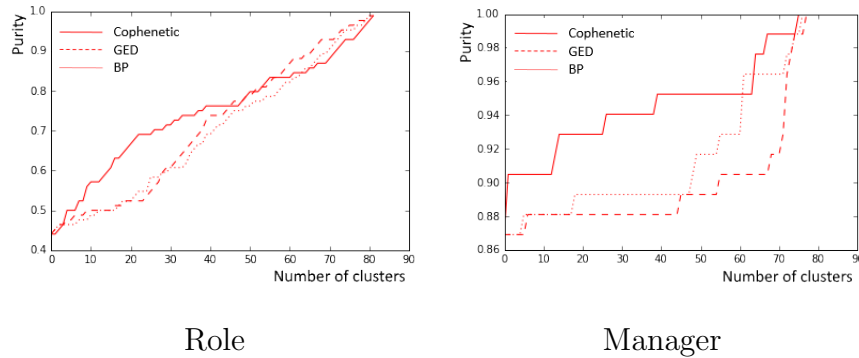 Purity
1.0
0.9
0.8
0.7
0.6
0.5
0.4
Cophenetic
GED
BP
0 10 20 30 40 50 60 70 80 90
Number of clusters
Role
Purity
1.00
0.98
0.96
0.94
0.92
0.90
0.88
0.86
Cophenetic
GED
BP
0 10 20 30 40 50 60 70 80 90
Number of clusters
Manager